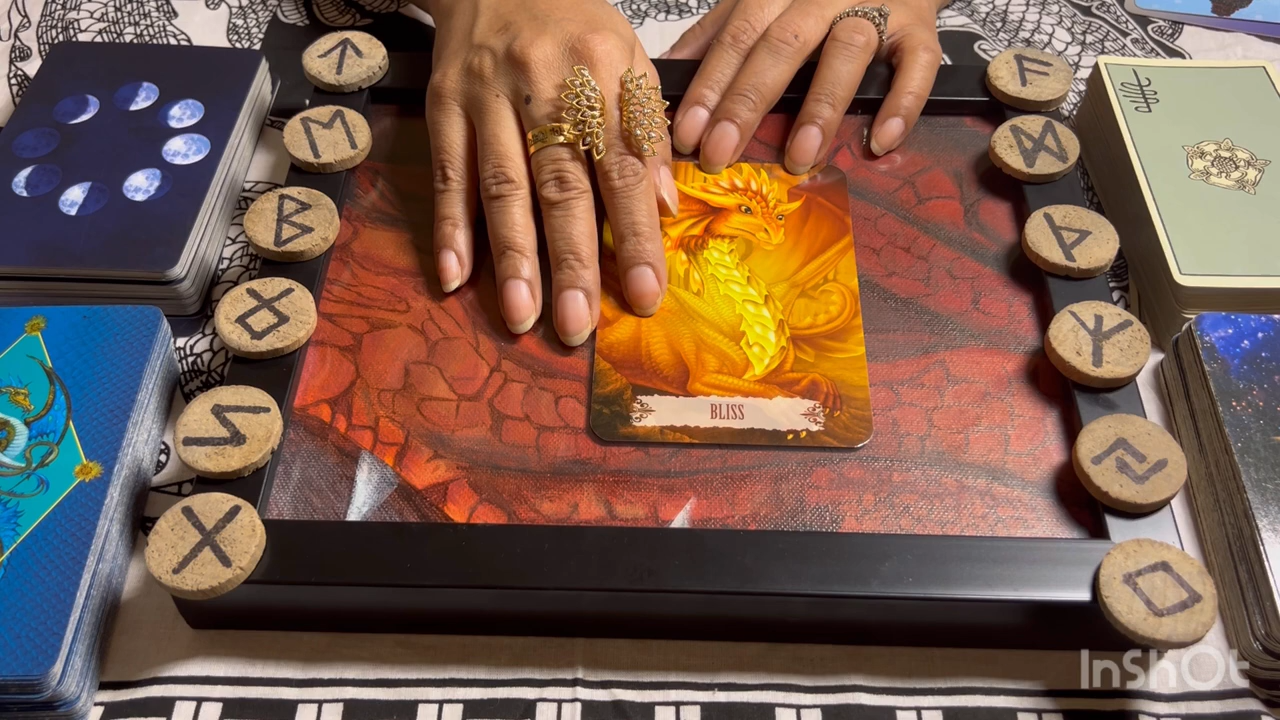 ᛏ
ᚨ
ᛖ
ᛞ
ᛒ
ᚦ
ᛝ
ᛉ
ᛃ
ᛊ
BLISS
ᚷ
ᛜ
InShOt